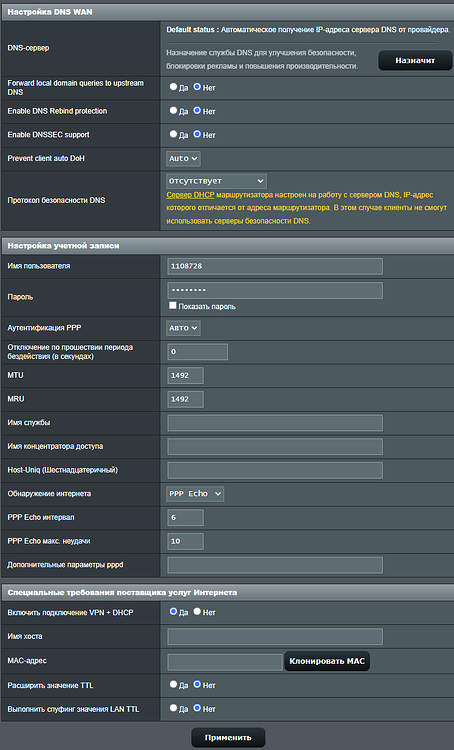 Настройка DNS WAN
DNS-сервер
Default status : Автоматическое получение IP-адреса сервера DNS от провайдера.
Назначение службы DNS для улучшения безопасности,
блокировки рекламы и повышения производительности.
Назначить
Forward local domain queries to upstream
DNS
Да Нет
Enable DNS Rebind protection
Да Нет
Enable DNSSEC support
Да Нет
Prevent client auto DoH
Auto
Протокол безопасности DNS
Отсутствует
Сервер DHCP маршрутизатора настроен на работу с сервером DNS, IP-адрес
которого отличается от адреса маршрутизатора. В этом случае клиенты не смогут
использовать серверы безопасности DNS.
Настройка учетной записи
Имя пользователя
1108728
Пароль
••••••••
Показать пароль
Аутентификация PPP
Авто
Отключение по прошествии периода
бездействия (в секундах)
0
MTU
1492
MRU
1492
Имя службы
Имя концентратора доступа
Host-Uniq (Шестнадцатеричный)
Обнаружение интернета
PPP Echo
PPP Echo интервал
6
PPP Echo макс. неудачи
10
Дополнительные параметры pppd
Специальные требования поставщика услуг Интернета
Включить подключение VPN + DHCP
Да Нет
Имя хоста
MAC-адрес
Клонировать MAC
Расширить значение TTL
Да Нет
Выполнить спуфинг значения LAN TTL
Да Нет
Применить